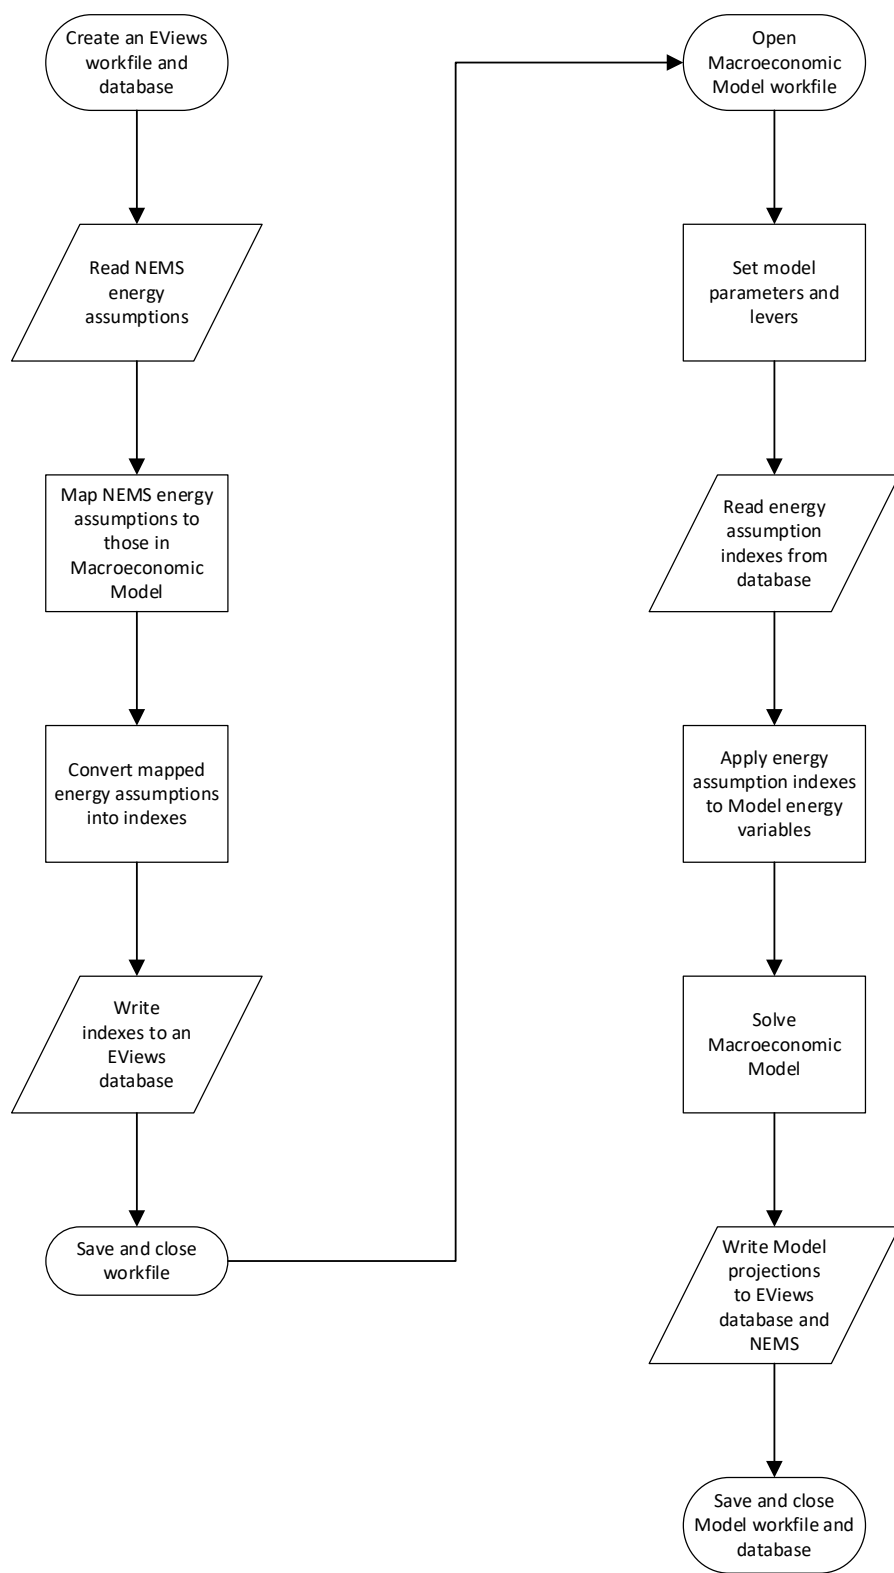 Create an EViews
workfile and
database
Read NEMS
energy
assumptions
Map NEMS energy
assumptions to
those in
Macroeconomic
Model
Convert mapped
energy assumptions
into indexes
Write
indexes to an
EViews
database
Save and close
workfile
Open
Macroeconomic
Model workfile
Set model
parameters and
levers
Read energy
assumption
indexes from
database
Apply energy
assumption indexes
to Model energy
variables
Solve
Macroeconomic
Model
Write Model
projections
to EViews
database and
NEMS
Save and close
Model workfile and
database